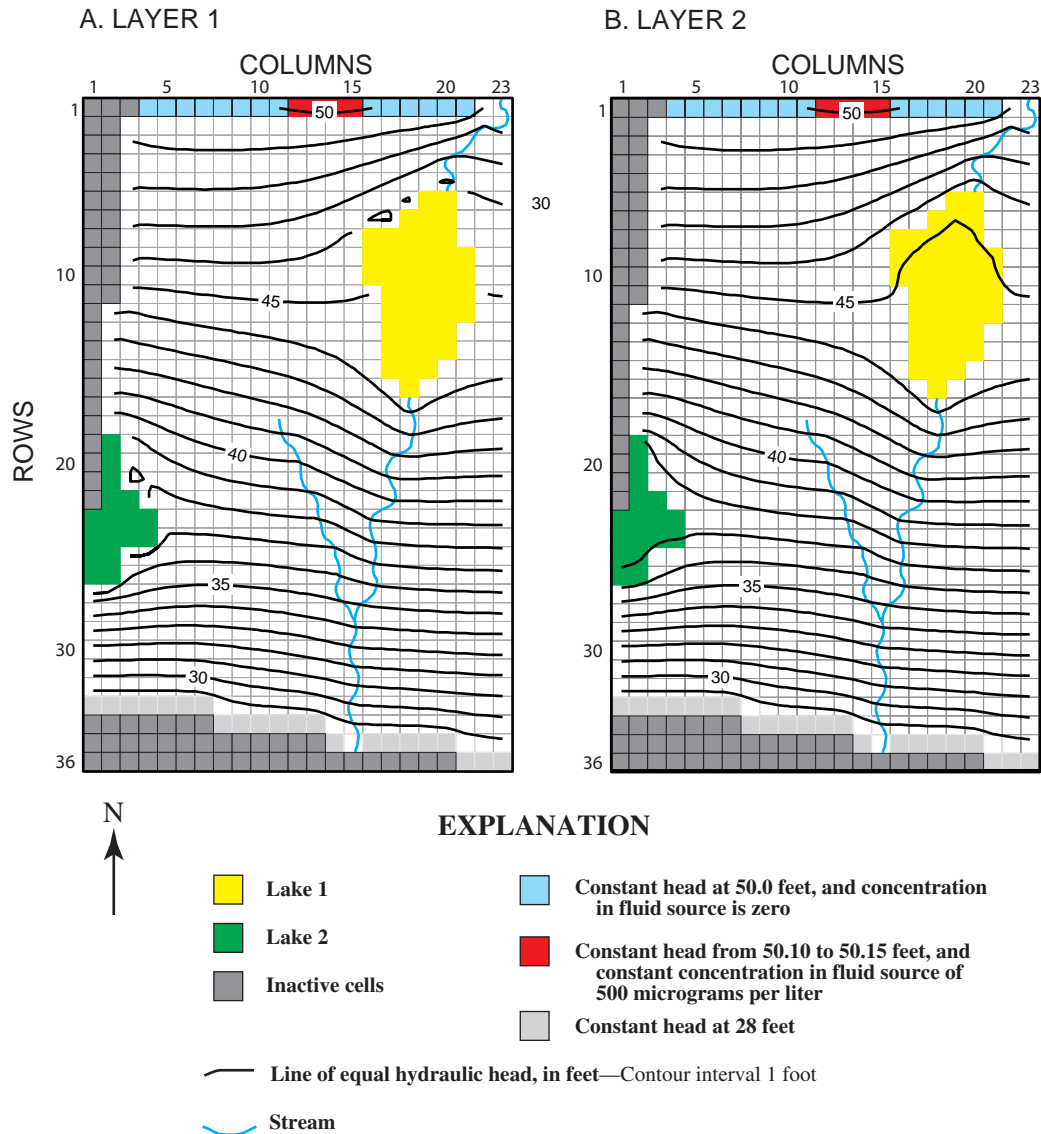 A. LAYER 1
B. LAYER 2
COLUMNS
COLUMNS
1 5 10 15 20 23
1 5 10 15 20 23
1
1
50
50
30
10
10
45
45
ROWS
20
20
40
40
35
35
30
30
30
30
36
36
N
EXPLANATION
Lake 1
Lake 2
Inactive cells
Constant head at 50.0 feet, and concentration
in fluid source is zero
Constant head from 50.10 to 50.15 feet, and
constant concentration in fluid source of
500 micrograms per liter
Constant head at 28 feet
Line of equal hydraulic head, in feet—Contour interval 1 foot
Stream